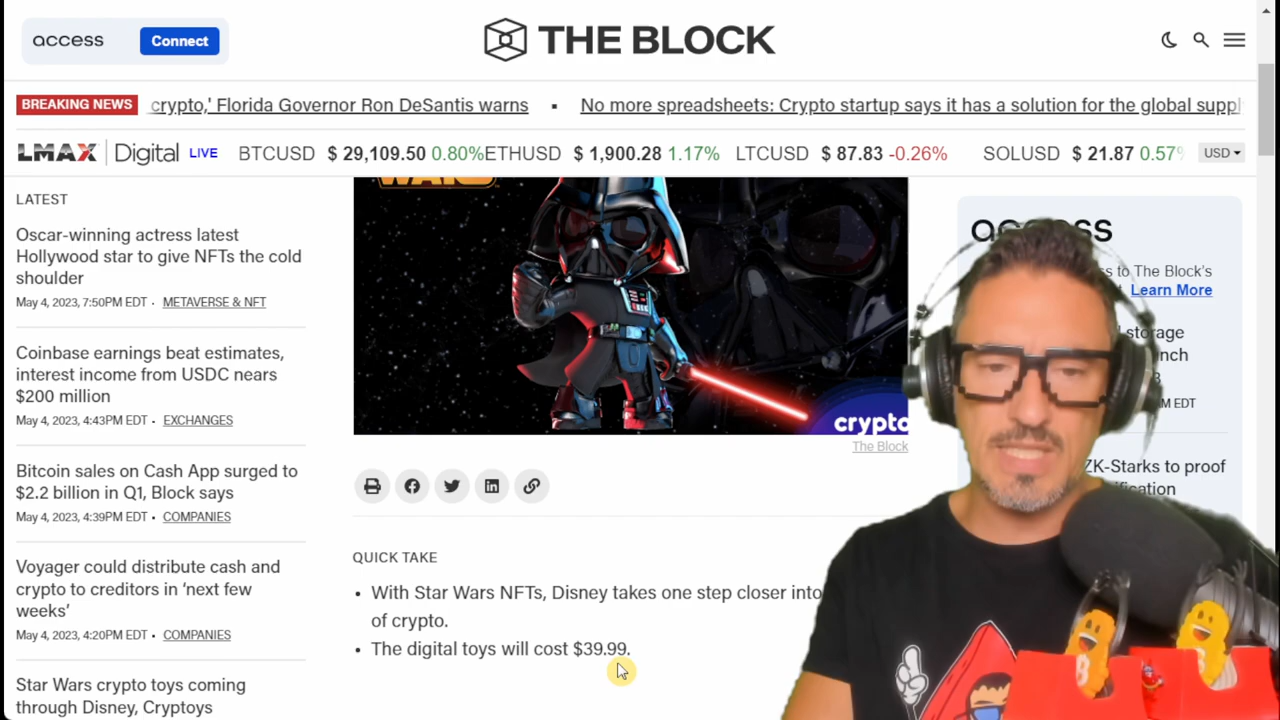 access
Connect
THE BLOCK
BREAKING NEWS
crypto,' Florida Governor Ron DeSantis warns
▪
No more spreadsheets: Crypto startup says it has a solution for the global suppl
LMAX Digital LIVE
BTCUSD $ 29,109.50 0.80%
ETHUSD $ 1,900.28 1.17%
LTCUSD $ 87.83 -0.26%
SOLUSD $ 21.87 0.57%
USD
LATEST
Oscar-winning actress latest
Hollywood star to give NFTs the cold
shoulder
May 4, 2023, 7:50PM EDT • METAVERSE & NFT
Coinbase earnings beat estimates,
interest income from USDC nears
$200 million
May 4, 2023, 4:43PM EDT • EXCHANGES
Bitcoin sales on Cash App surged to
$2.2 billion in Q1, Block says
May 4, 2023, 4:39PM EDT • COMPANIES
Voyager could distribute cash and
crypto to creditors in ‘next few
weeks’
May 4, 2023, 4:20PM EDT • COMPANIES
Star Wars crypto toys coming
through Disney, Cryptoys
WARS
crypto
The Block
QUICK TAKE
• With Star Wars NFTs, Disney takes one step closer into
of crypto.
• The digital toys will cost $39.99.
access
to The Block's
Learn More
storage
EDT
ZK-Starks to proof